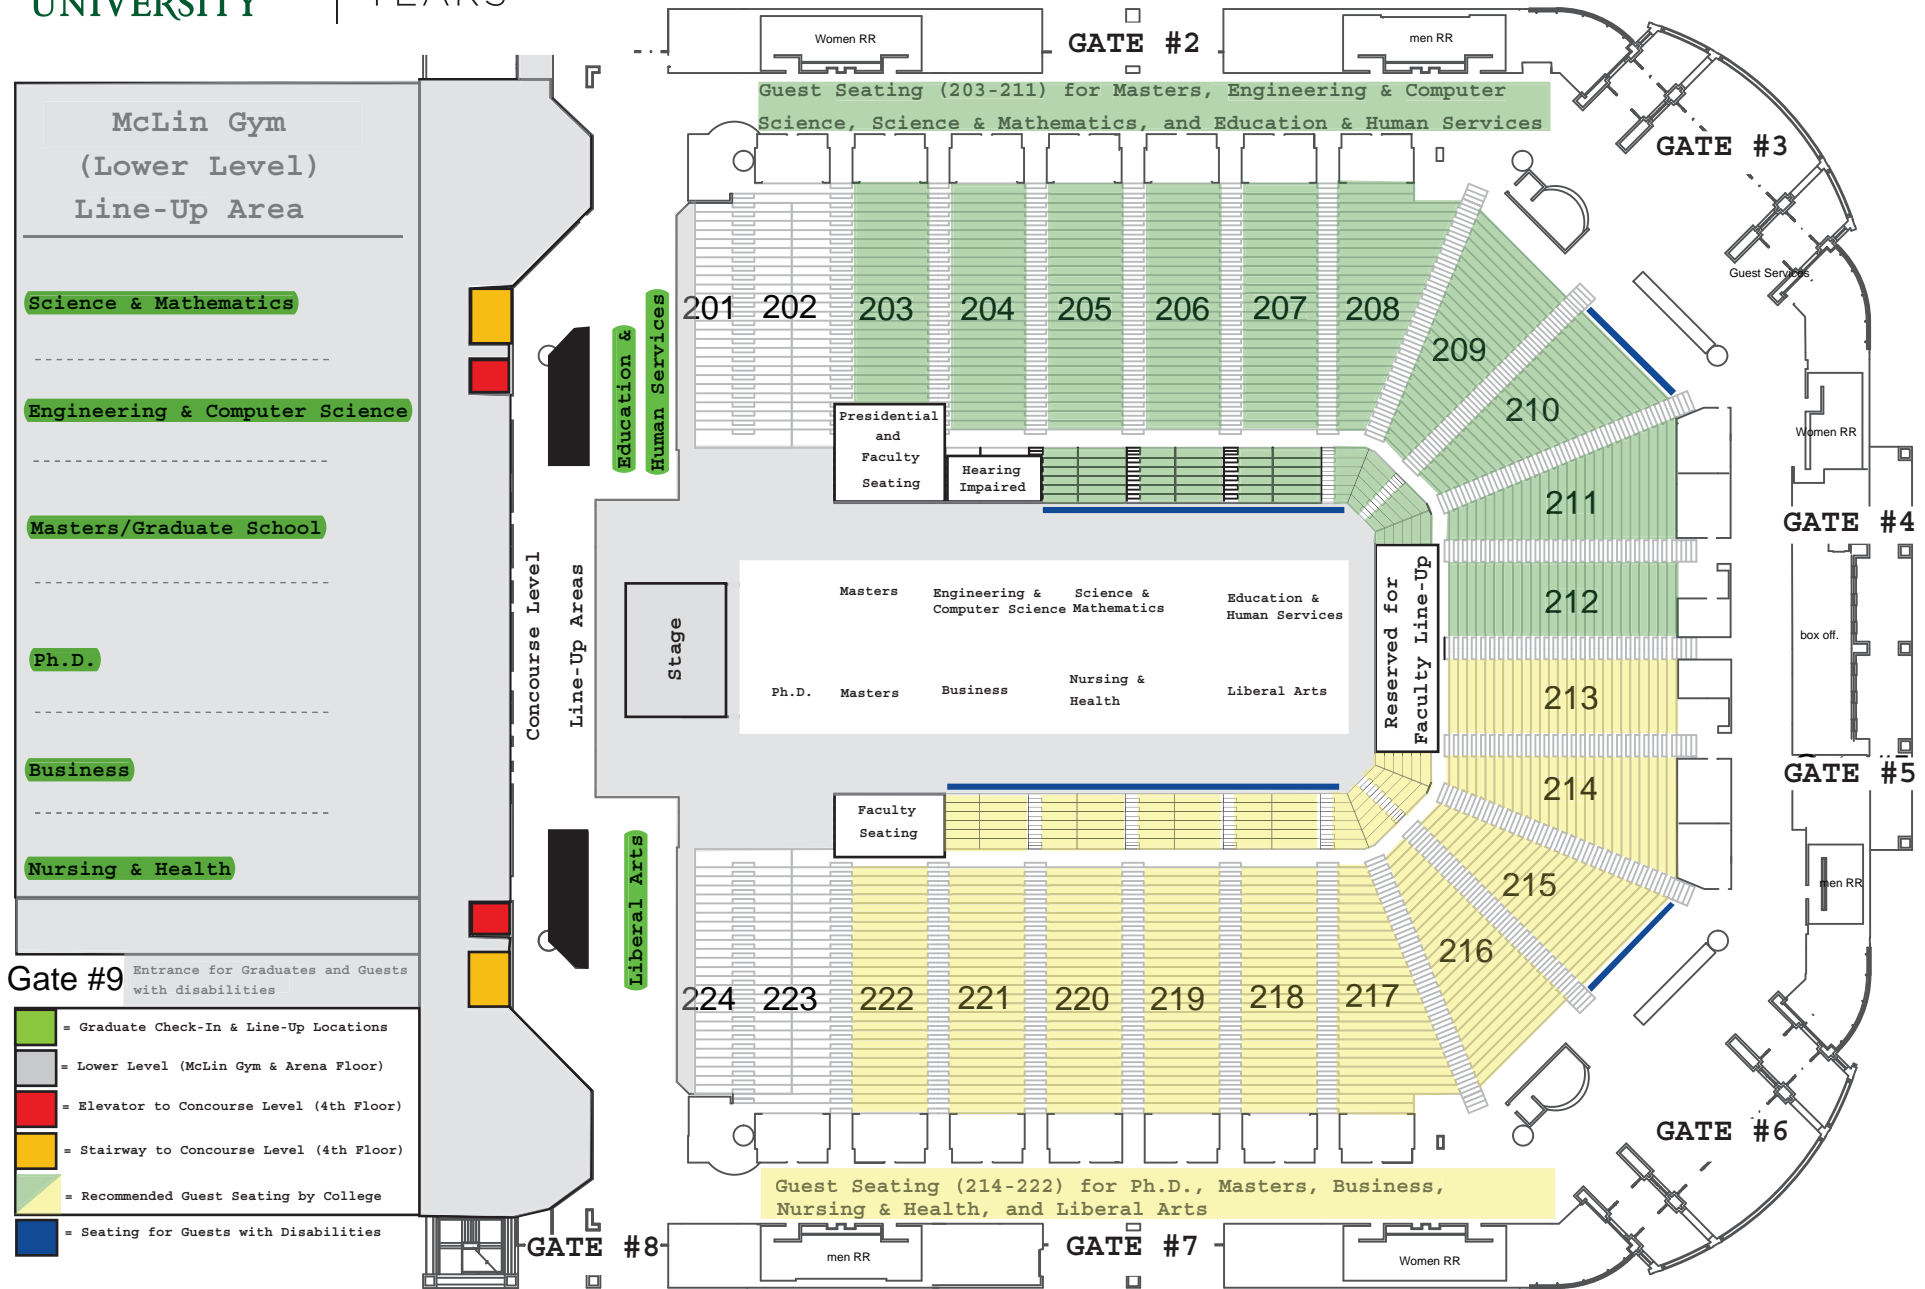 UNIVERSITY
YEARS
Women RR
GATE #2
men RR
Guest Seating (203-211) for Masters, Engineering & Computer
Science, Science & Mathematics, and Education & Human Services
GATE #3
Guest Services
McLin Gym
(Lower Level)
Line-Up Area
Science & Mathematics
Engineering & Computer Science
Masters/Graduate School
Ph.D.
Business
Nursing & Health
Education &
Human Services
201
202
203
204
205
206
207
208
209
210
211
212
213
214
215
216
217
218
219
220
221
222
223
224
Presidential
and
Faculty
Seating
Hearing
Impaired
Women RR
GATE #4
box off.
GATE #5
men RR
Concourse Level
Line-Up Areas
Stage
Masters
Engineering &
Computer Science
Science &
Mathematics
Education &
Human Services
Ph.D.
Masters
Business
Nursing &
Health
Liberal Arts
Reserved for
Faculty Line-Up
Faculty
Seating
Liberal Arts
Gate #9
Entrance for Graduates and Guests
with disabilities
= Graduate Check-In & Line-Up Locations
= Lower Level (McLin Gym & Arena Floor)
= Elevator to Concourse Level (4th Floor)
= Stairway to Concourse Level (4th Floor)
= Recommended Guest Seating by College
= Seating for Guests with Disabilities
GATE #6
Guest Seating (214-222) for Ph.D., Masters, Business,
Nursing & Health, and Liberal Arts
GATE #8
men RR
GATE #7
Women RR